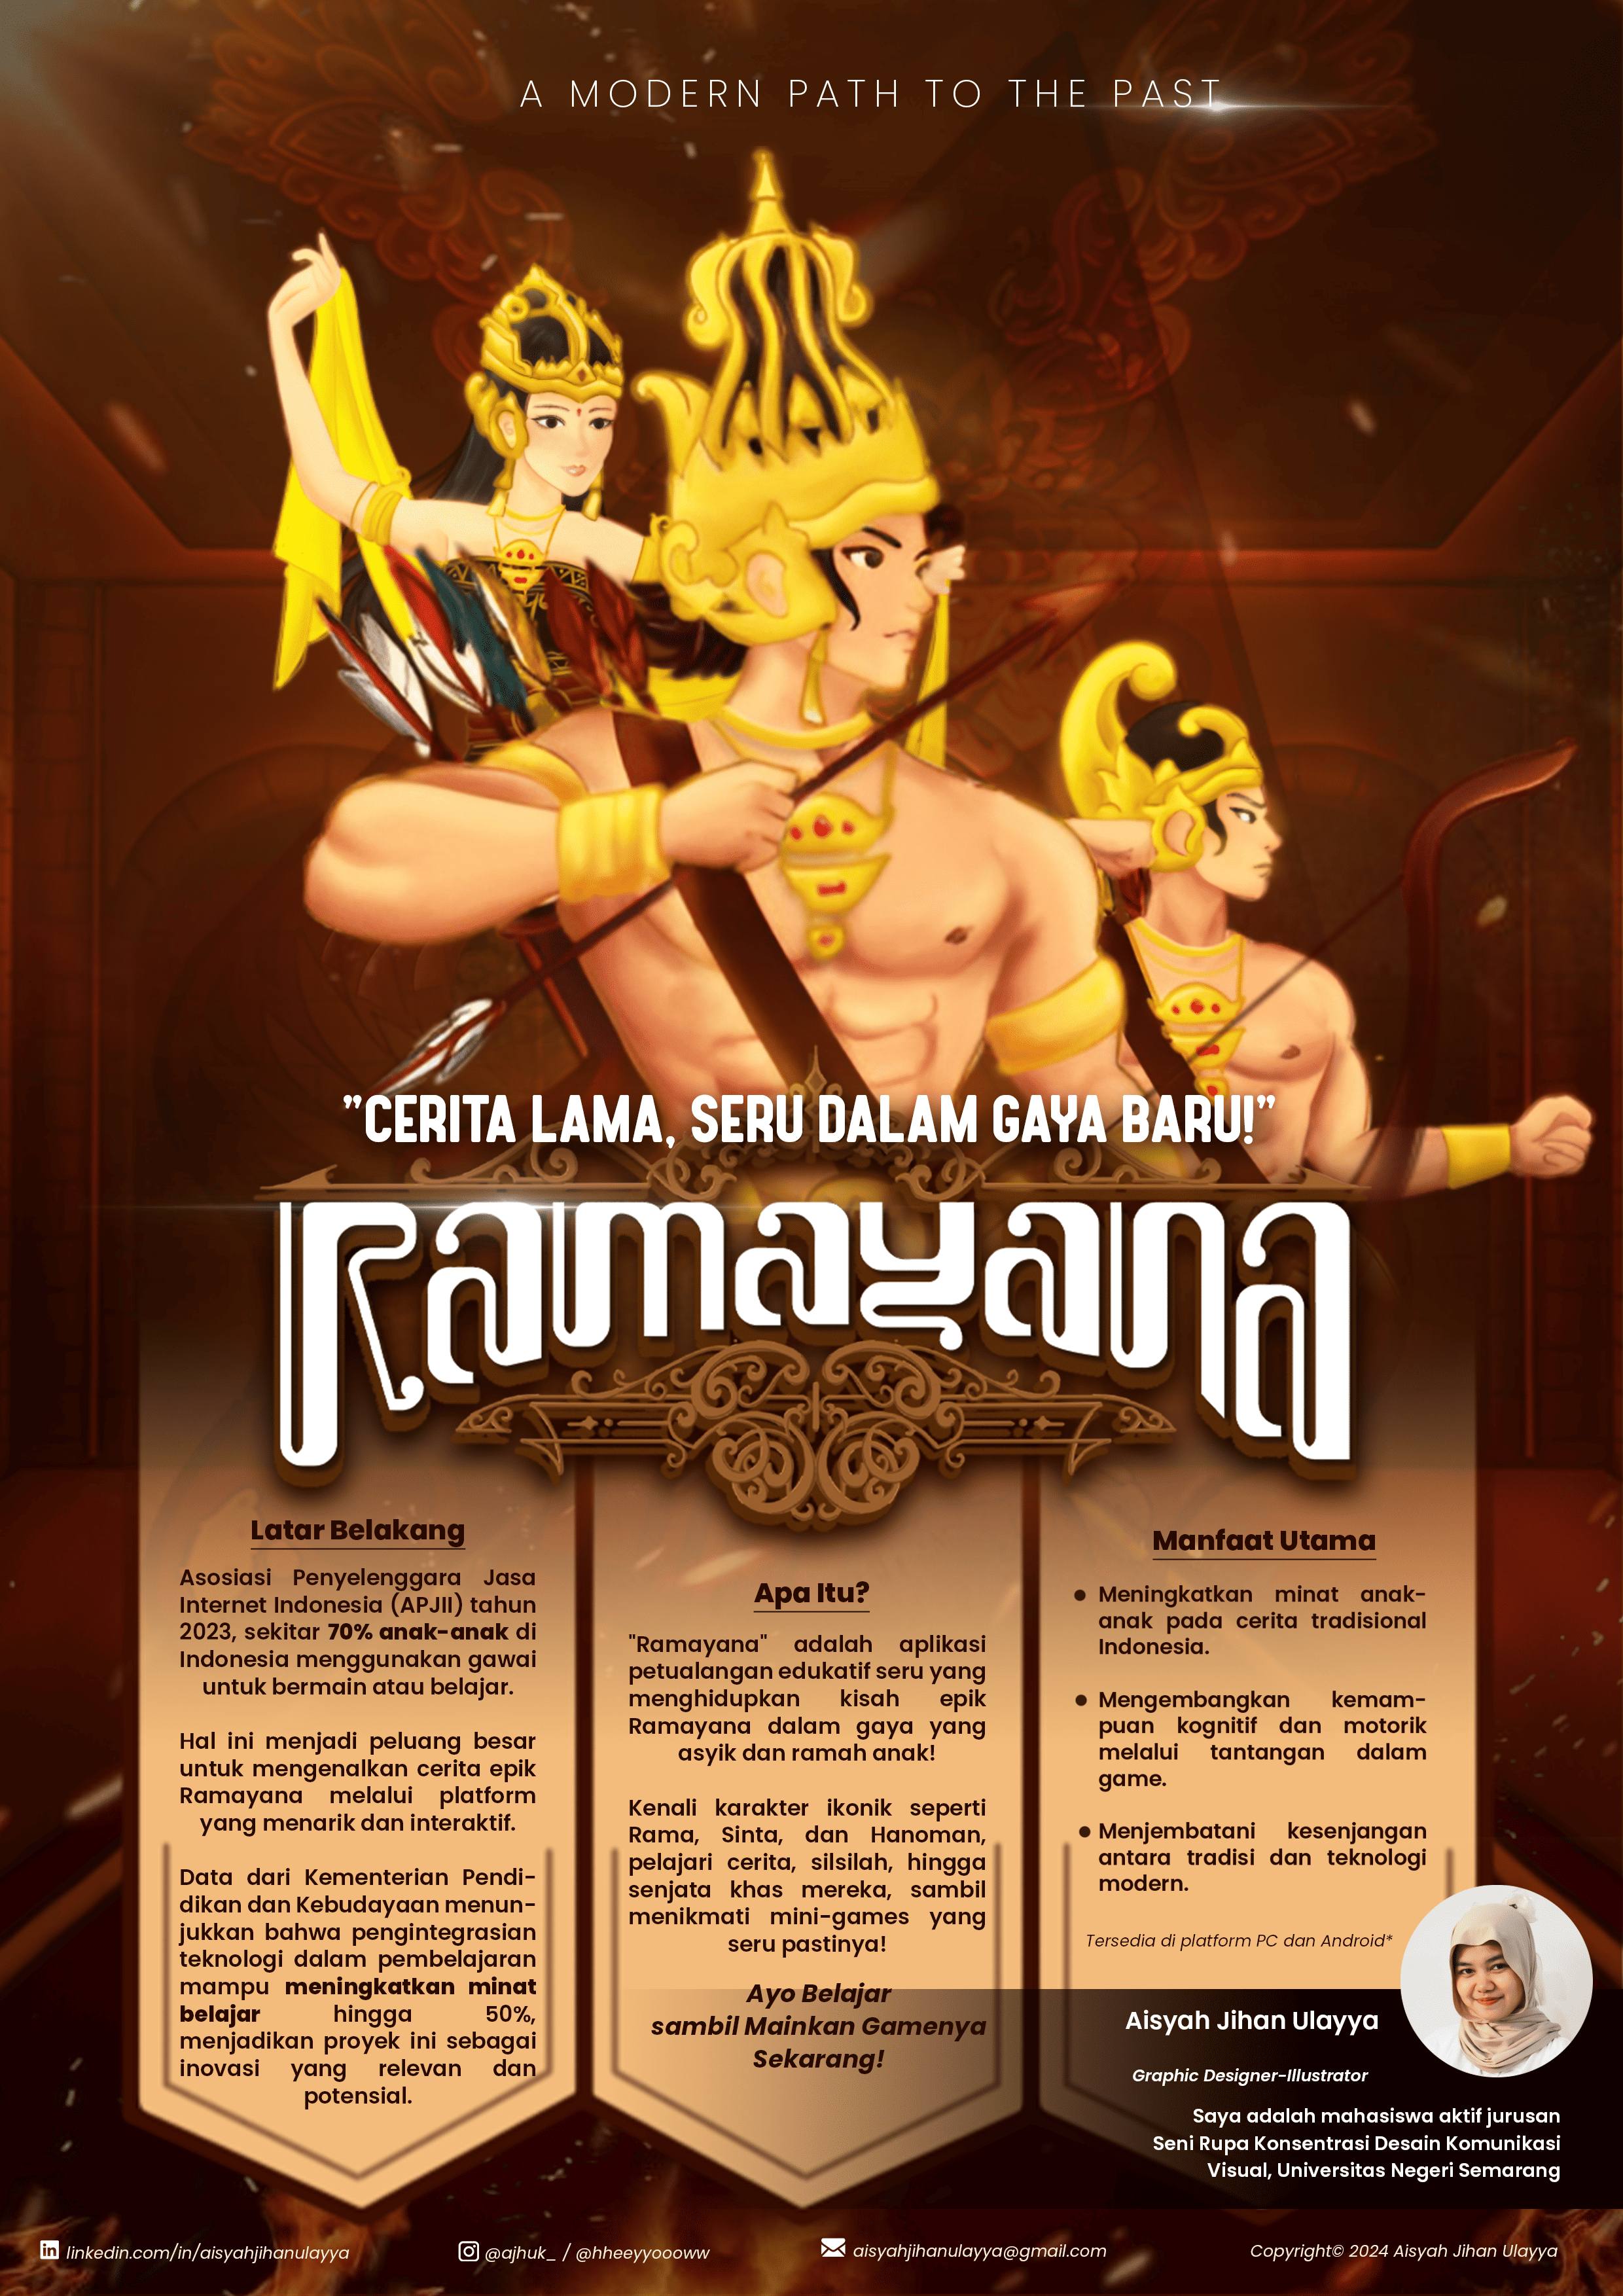 A MODERN PATH TO THE PAST
"CERITA LAMA, SERU DALAM GAYA BARU!"
Ramayana
Latar Belakang
Asosiasi Penyelenggara Jasa
Internet Indonesia (APJII) tahun
2023, sekitar 70% anak-anak di
Indonesia menggunakan gawai
untuk bermain atau belajar.
Hal ini menjadi peluang besar
untuk mengenalkan cerita epik
Ramayana melalui platform
yang menarik dan interaktif.
Data dari Kementerian Pendi-
dikan dan Kebudayaan menun-
jukkan bahwa pengintegrasian
teknologi dalam pembelajaran
mampu meningkatkan minat
belajar hingga 50%,
menjadikan proyek ini sebagai
inovasi yang relevan dan
potensial.
Apa Itu?
"Ramayana" adalah aplikasi
petualangan edukatif seru yang
menghidupkan kisah epik
Ramayana dalam gaya yang
asyik dan ramah anak!
Kenali karakter ikonik seperti
Rama, Sinta, dan Hanoman,
pelajari cerita, silsilah, hingga
senjata khas mereka, sambil
menikmati mini-games yang
seru pastinya!
Ayo Belajar
sambil Mainkan Gamenya
Sekarang!
Manfaat Utama
● Meningkatkan minat anak-
anak pada cerita tradisional
Indonesia.
● Mengembangkan kemam-
puan kognitif dan motorik
melalui tantangan dalam
game.
● Menjembatani kesenjangan
antara tradisi dan teknologi
modern.
Tersedia di platform PC dan Android*
Aisyah Jihan Ulayya
Graphic Designer-Illustrator
Saya adalah mahasiswa aktif jurusan
Seni Rupa Konsentrasi Desain Komunikasi
Visual, Universitas Negeri Semarang
linkedin.com/in/aisyahjihanulayya
@ajhuk_ / @hheeyyoooww
aisyahjihanulayya@gmail.com
Copyright© 2024 Aisyah Jihan Ulayya